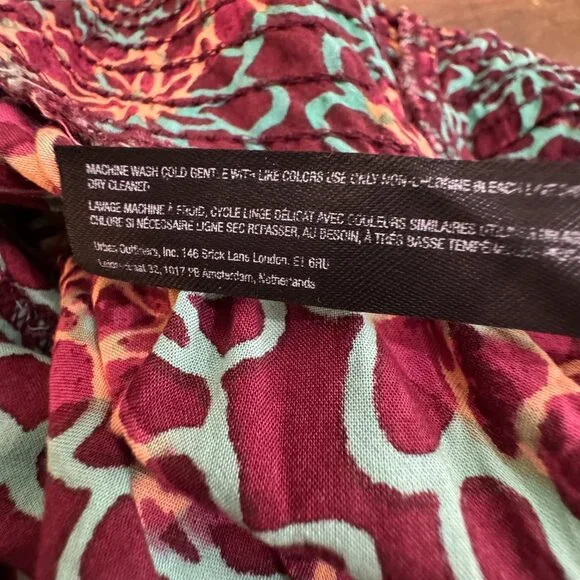 MACHINE WASH COLD GENTLE WITH LIKE COLORS USE ONLY NON-CHLORINE BLEACH
DRY CLEANED
LAVAGE MACHINE À FROID, CYCLE LINGE DÉLICAT AVEC COULEURS SIMILAIRES
CHLORE SI NÉCESSAIRE LIGNE SEC REPASSER, AU BESOIN, À TRÈS BASSE
Urban Outfitters, Inc. 146 Brick Lane London. E1 6RU
32, 1017 Amsterdam, Netherlands